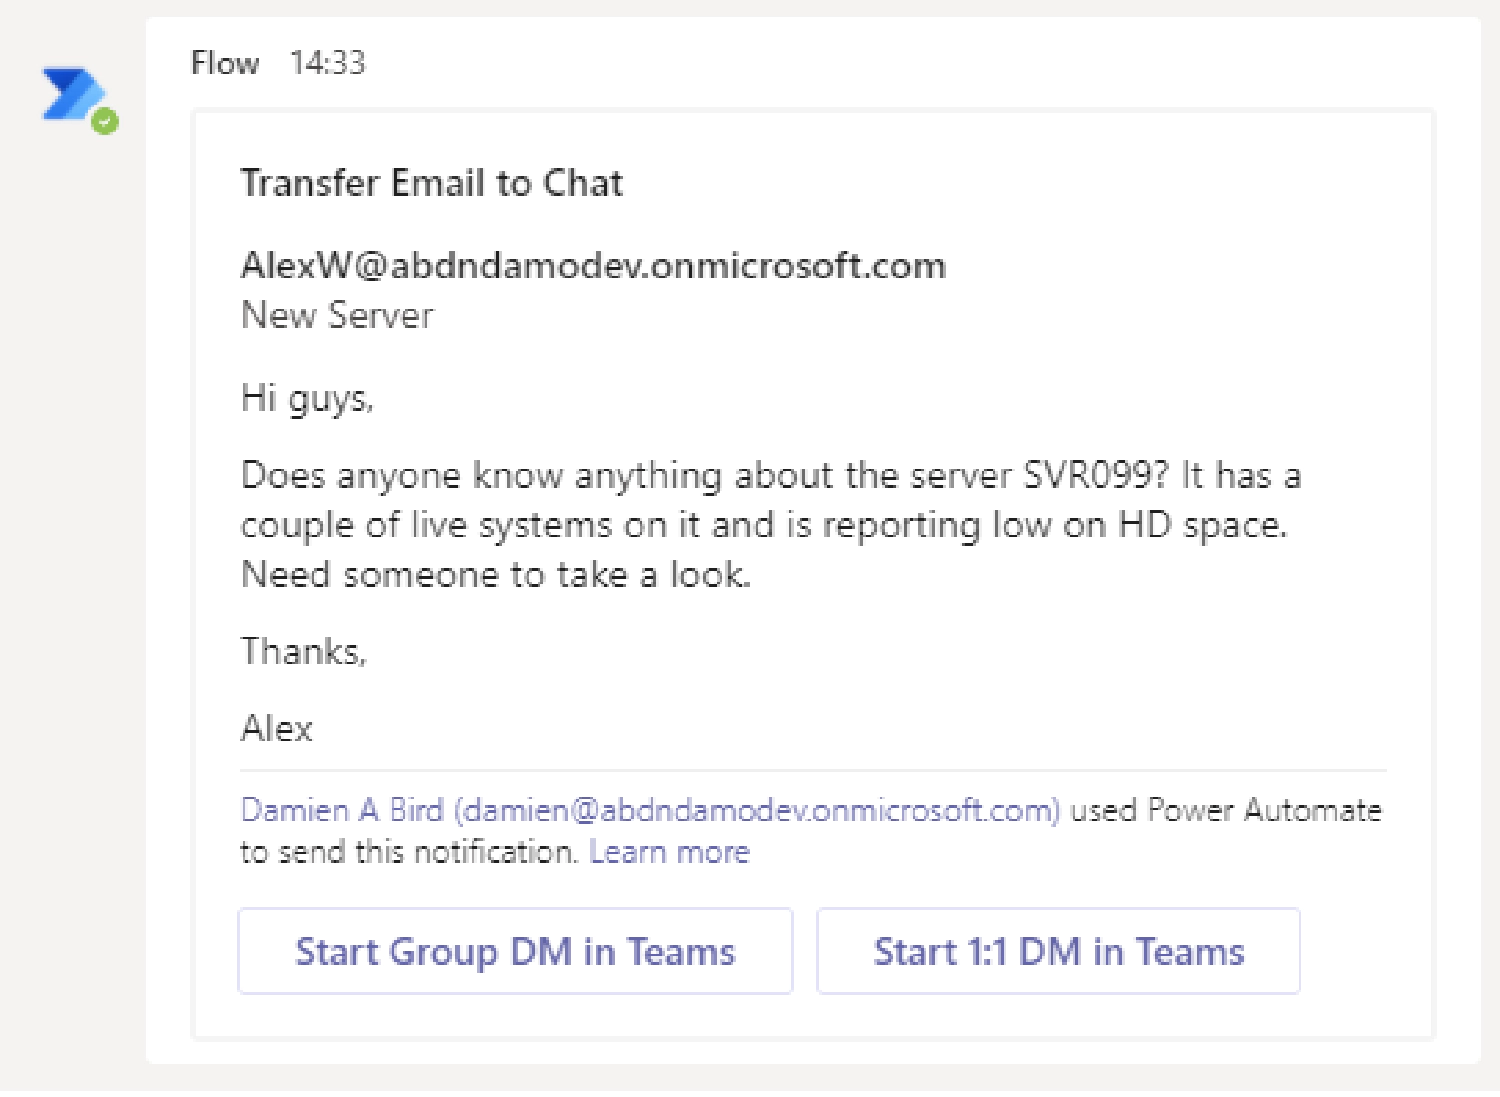 Flow 14:33
Transfer Email to Chat
AlexW@abdndamodev.onmicrosoft.com
New Server
Hi guys,
Does anyone know anything about the server SVR099? It has a
couple of live systems on it and is reporting low on HD space.
Need someone to take a look.
Thanks,
Alex
Damien A Bird (damien@abdndamodev.onmicrosoft.com) used Power Automate
to send this notification. Learn more
Start Group DM in Teams Start 1:1 DM in Teams